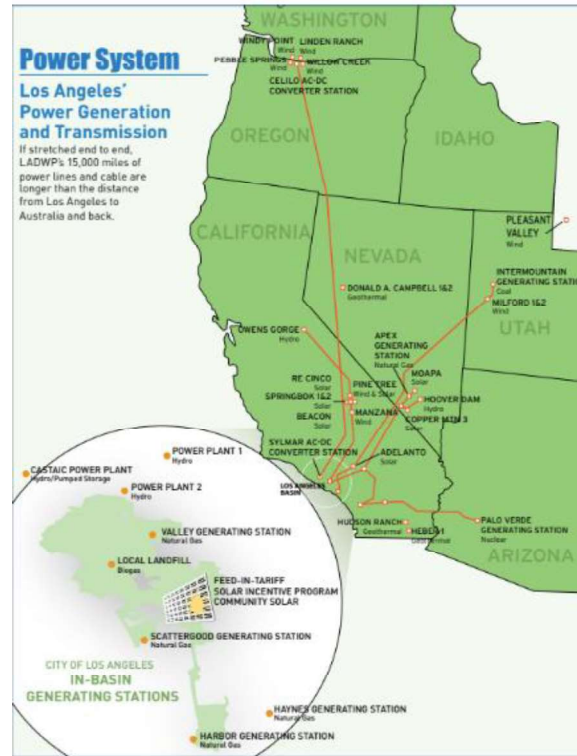 WASHINGTON
Power System
Los Angeles'
Power Generation
and Transmission
If stretched end to end,
LADWP's 15,000 miles of
power lines and cable are
longer than the distance
from Los Angeles to
Australia and back.
WINDY POINT
Wind
LINDEN RANCH
Wind
PEBBLE SPRINGS
Wind
WILLOW CREEK
Wind
CELILO AC-DC
CONVERTER STATION
OREGON
IDAHO
CALIFORNIA
NEVADA
UTAH
ARIZONA
PLEASANT
VALLEY
Wind
INTERMOUNTAIN
GENERATING STATION
Coal
MILFORD 1&2
Wind
DONALD A. CAMPBELL 1&2
Geothermal
OWENS GORGE
Hydro
APEX
GENERATING
STATION
Natural Gas
MOAPA
Solar
HOOVER DAM
Hydro
COPPER MTN 3
Solar
RE CINCO
Solar
SPRINGBOK 1&2
Solar
BEACON
Solar
PINE TREE
Wind & Solar
MANZANA
Wind
SYLMAR AC-DC
CONVERTER STATION
ADELANTO
Solar
LOS ANGELES
BASIN
HUDSON RANCH
Geothermal
HEBER-1
Geothermal
PALO VERDE
GENERATING STATION
Nuclear
POWER PLANT 1
Hydro
CASTAIC POWER PLANT
Hydro/Pumped Storage
POWER PLANT 2
Hydro
VALLEY GENERATING STATION
Natural Gas
LOCAL LANDFILL
Biogas
FEED-IN-TARIFF
SOLAR INCENTIVE PROGRAM
COMMUNITY SOLAR
SCATTERGOOD GENERATING STATION
Natural Gas
CITY OF LOS ANGELES
IN-BASIN
GENERATING STATIONS
HAYNES GENERATING STATION
Natural Gas
HARBOR GENERATING STATION
Natural Gas